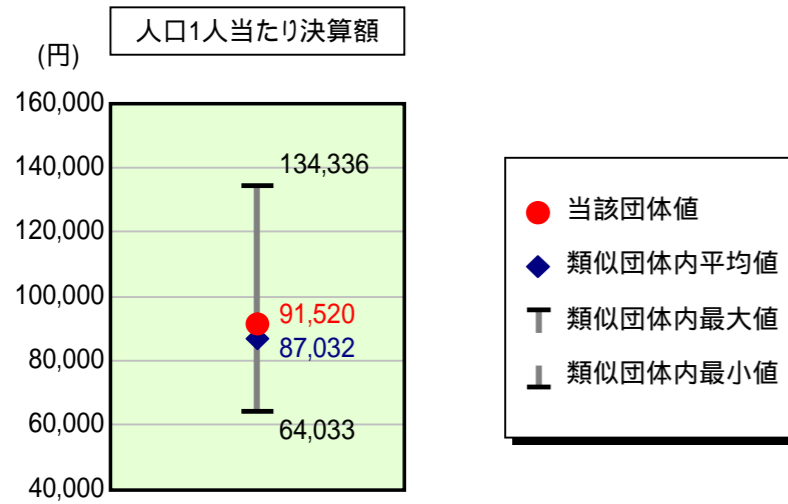 人口1人当たり決算額
(円)
160,000
140,000
120,000
100,000
80,000
60,000
40,000
134,336
91,520
87,032
64,033
当該団体値
類似団体内平均値
類似団体内最大値
類似団体内最小値